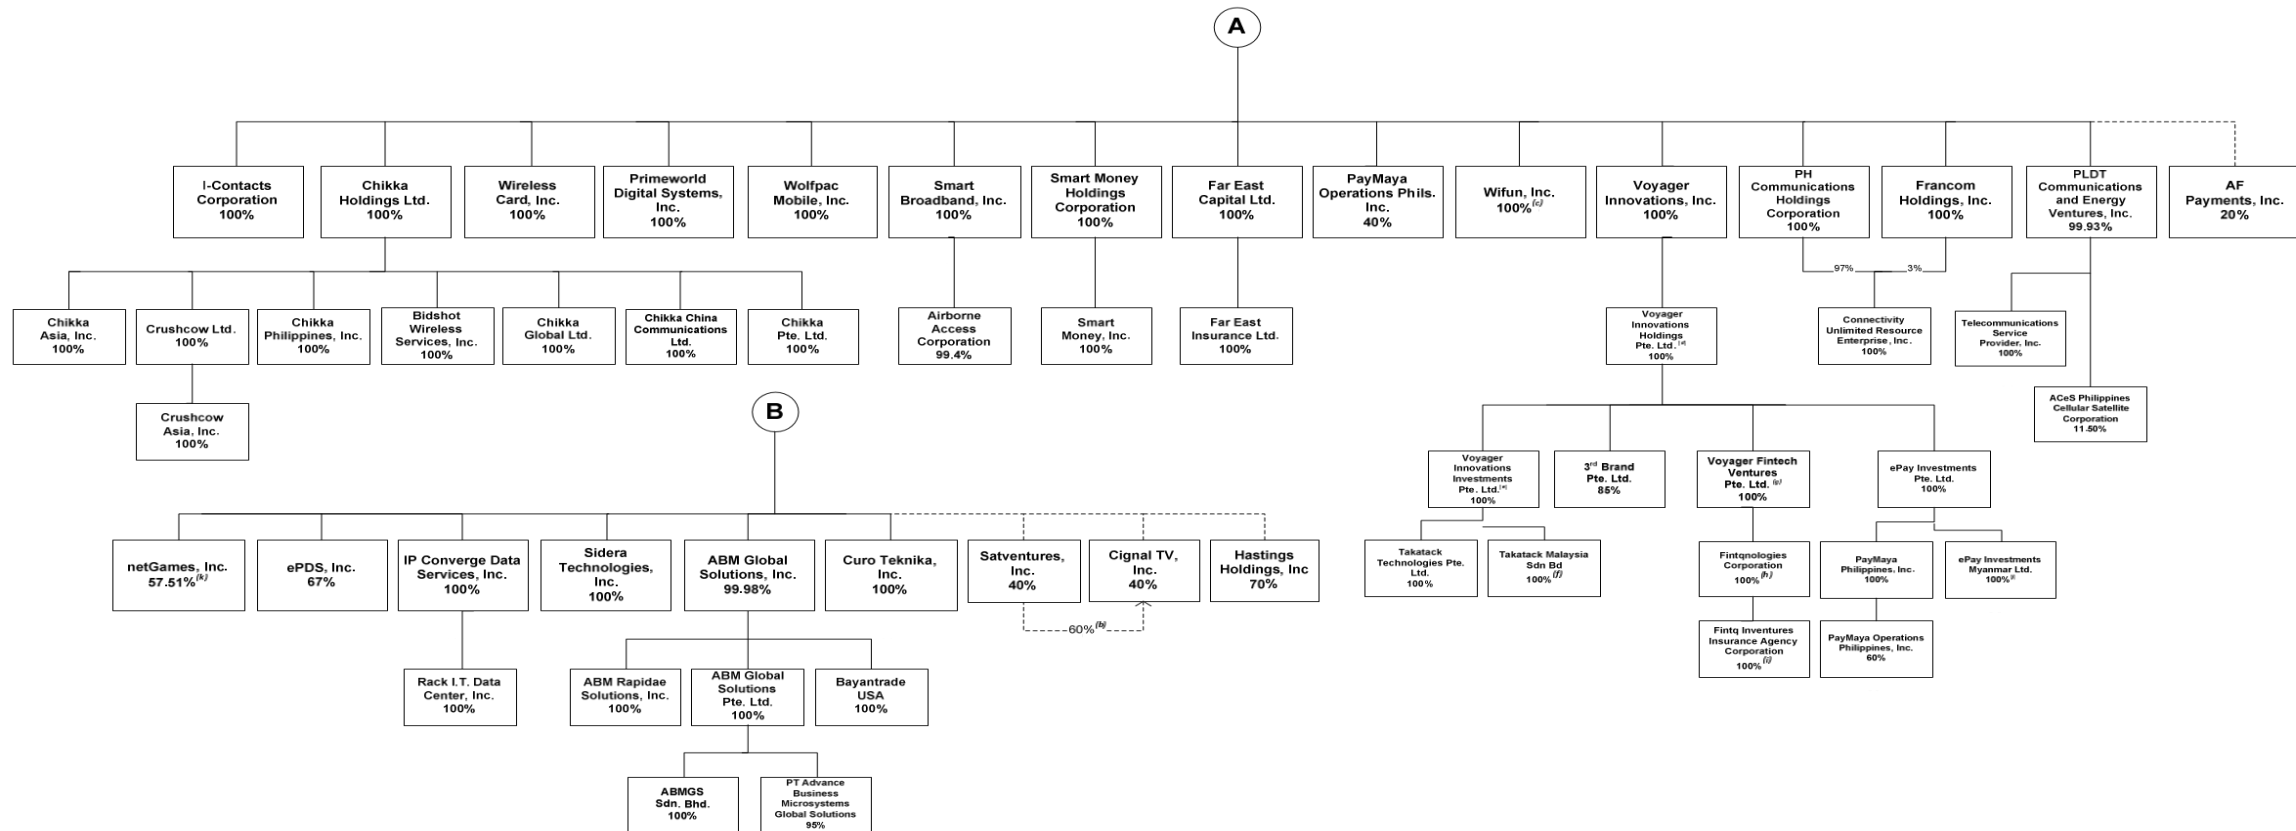 A
I-Contacts
Corporation
100%
Chikka
Holdings Ltd.
100%
Wireless
Card, Inc.
100%
Primeworld
Digital Systems,
Inc.
100%
Wolfpac
Mobile, Inc.
100%
Smart
Broadband, Inc.
100%
Smart Money
Holdings
Corporation
100%
Far East
Capital Ltd.
100%
PayMaya
Operations Phils.
Inc.
40%
Wifun, Inc.
100%(c)
Voyager
Innovations, Inc.
100%
PH
Communications
Holdings
Corporation
100%
Francom
Holdings, Inc.
100%
PLDT
Communications
and Energy
Ventures, Inc.
99.93%
AF
Payments, Inc.
20%
97%
3%
Chikka
Asia, Inc.
100%
Crushcow Ltd.
100%
Chikka
Philippines, Inc.
100%
Bidshot
Wireless
Services, Inc.
100%
Chikka
Global Ltd.
100%
Chikka China
Communications
Ltd.
100%
Chikka
Pte. Ltd.
100%
Airborne
Access
Corporation
99.4%
Smart
Money, Inc.
100%
Far East
Insurance Ltd.
100%
Voyager
Innovations
Holdings
Pte. Ltd.
100%
Connectivity
Unlimited Resource
Enterprise, Inc.
100%
Telecommunications
Service
Provider, Inc.
100%
Crushcow
Asia, Inc.
100%
B
ACeS Philippines
Cellular Satellite
Corporation
11.50%
Voyager
Innovations
Investments
Pte. Ltd.
100%
3rd Brand
Pte. Ltd.
85%
Voyager Fintech
Ventures
Pte. Ltd. (g)
100%
ePay Investments
Pte. Ltd.
100%
netGames, Inc.
57.51%(k)
ePDS, Inc.
67%
IP Converge Data
Services, Inc.
100%
Sidera
Technologies,
Inc.
100%
ABM Global
Solutions, Inc.
99.98%
Curo Teknika,
Inc.
100%
Satventures,
Inc.
40%
Cignal TV,
Inc.
40%
Hastings
Holdings, Inc
70%
60%(b)
Takatack
Technologies Pte.
Ltd.
100%
Takatack Malaysia
Sdn Bd
100%(f)
Fintqnologies
Corporation
100%(h)
PayMaya
Philippines, Inc.
100%
ePay Investments
Myanmar Ltd.
100%
Fintq Inventures
Insurance Agency
Corporation
100%(i)
PayMaya Operations
Philippines, Inc.
60%
Rack I.T. Data
Center, Inc.
100%
ABM Rapidae
Solutions, Inc.
100%
ABM Global
Solutions
Pte. Ltd.
100%
Bayantrade
USA
100%
ABMGS
Sdn. Bhd.
100%
PT Advance
Business
Microsystems
Global Solutions
95%